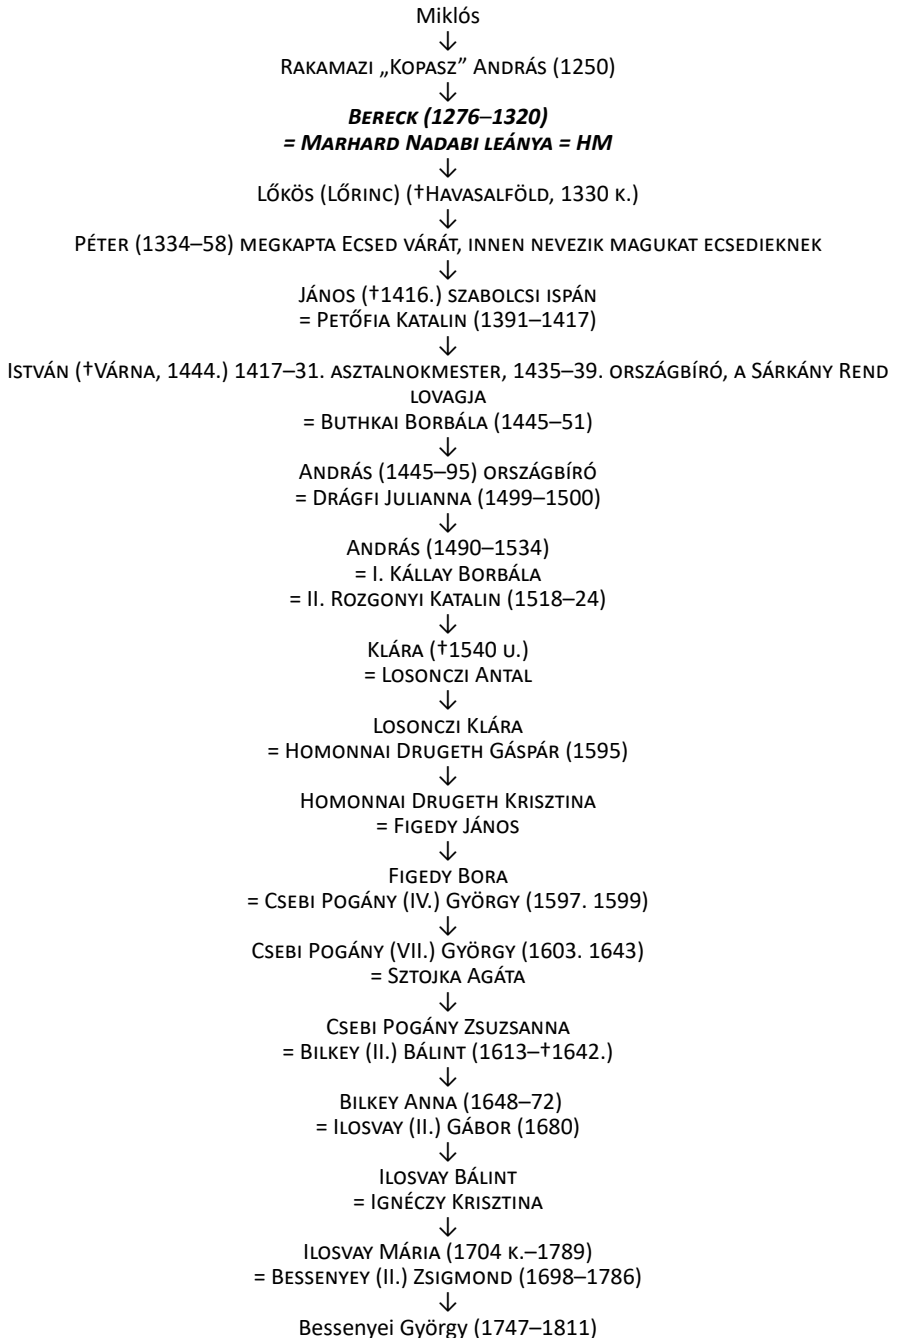 Miklós
↓
Rakamazi „Kopasz” András (1250)
↓
Bereck (1276–1320)
= Marhard Nadabi leánya = HM
↓
Lőkös (Lőrinc) (†Havasalföld, 1330 k.)
↓
Péter (1334–58) megkapta Ecsed várát, innen nevezik magukat ecsedieknek
↓
János (†1416.) szabolcsi ispán
= Petőfia Katalin (1391–1417)
↓
István (†Várna, 1444.) 1417–31. asztalnokmester, 1435–39. országbíró, a Sárkány Rend
lovagja
= Buthkai Borbála (1445–51)
↓
András (1445–95) országbíró
= Drágfi Julianna (1499–1500)
↓
András (1490–1534)
= I. Kállay Borbála
= II. Rozgonyi Katalin (1518–24)
↓
Klára (†1540 u.)
= Losonczi Antal
↓
Losonczi Klára
= Homonnai Drugeth Gáspár (1595)
↓
Homonnai Drugeth Krisztina
= Figedy János
↓
Figedy Bora
= Csebi Pogány (IV.) György (1597. 1599)
↓
Csebi Pogány (VII.) György (1603. 1643)
= Sztojka Agáta
↓
Csebi Pogány Zsuzsanna
= Bilkey (II.) Bálint (1613–†1642.)
↓
Bilkey Anna (1648–72)
= Ilosvay (II.) Gábor (1680)
↓
Ilosvay Bálint
= Ignéczy Krisztina
↓
Ilosvay Mária (1704 k.–1789)
= Bessenyey (II.) Zsigmond (1698–1786)
↓
Bessenyei György (1747–1811)